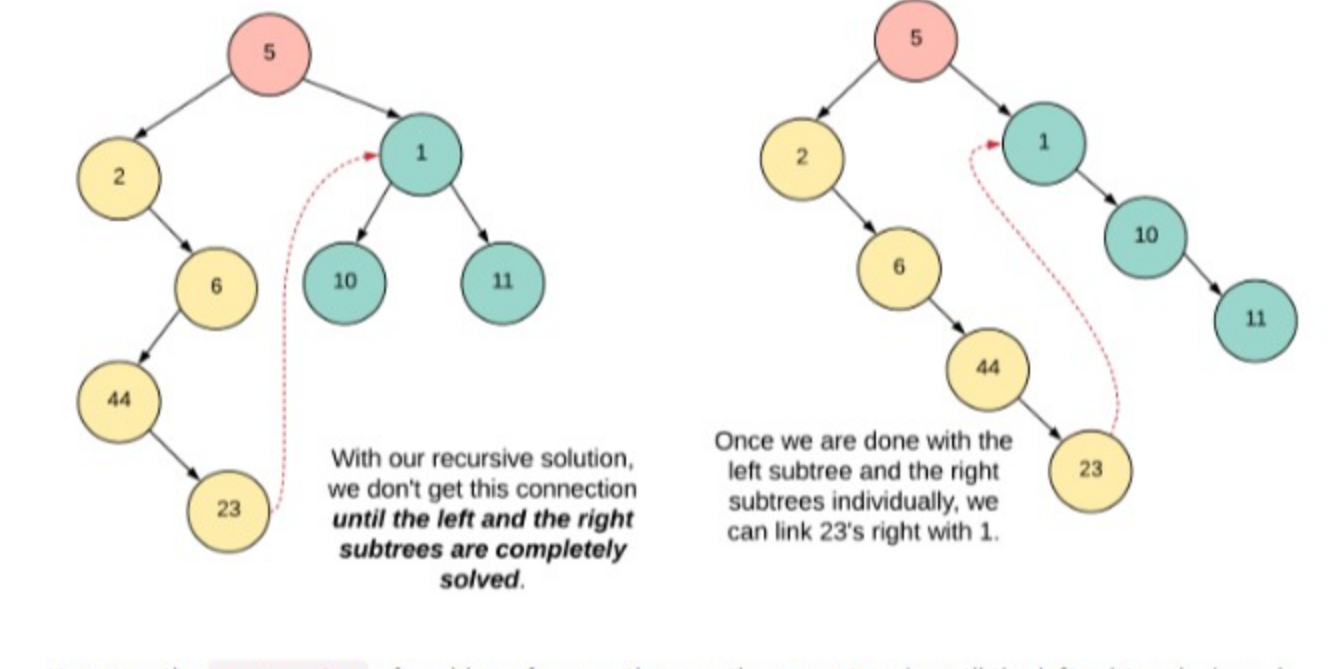 5
5
2
1
2
1
6
10
11
6
10
44
44
11
23
23
With our recursive solution,
we don't get this connection
until the left and the right
subtrees are completely
solved.
Once we are done with the
left subtree and the right
subtrees individually, we
can link 23's right with 1.